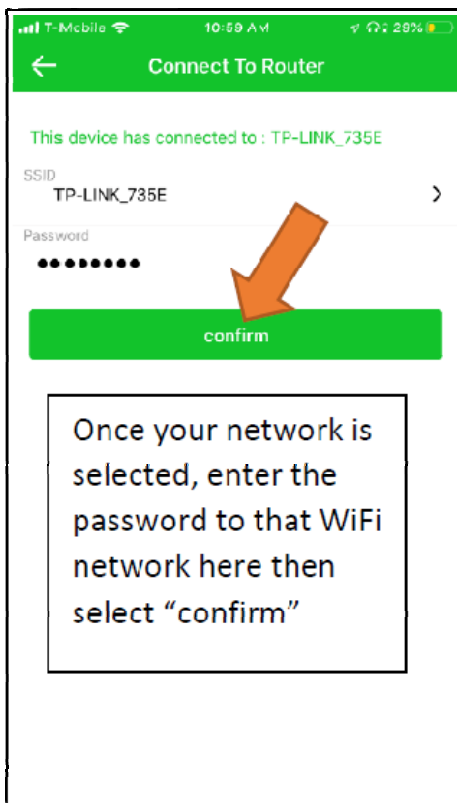 T-Mobile 10:59 AM 28%
Connect To Router
This device has connected to : TP-LINK_735E
SSID
TP-LINK_735E
Password
confirm
Once your network is
selected, enter the
password to that WiFi
network here then
select “confirm”